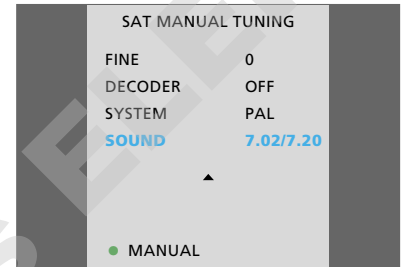 SAT MANUAL TUNING
FINE 0
DECODER OFF
SYSTEM PAL
SOUND 7.02/7.20
MANUAL